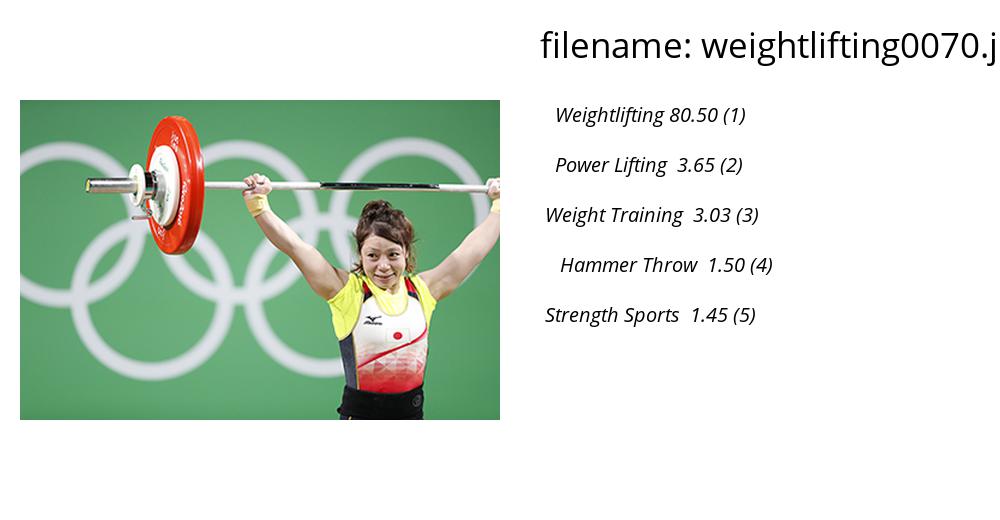 filename: weightlifting0070.j
Weightlifting 80.50 (1)
Power Lifting 3.65 (2)
Weight Training 3.03 (3)
Hammer Throw 1.50 (4)
Strength Sports 1.45 (5)